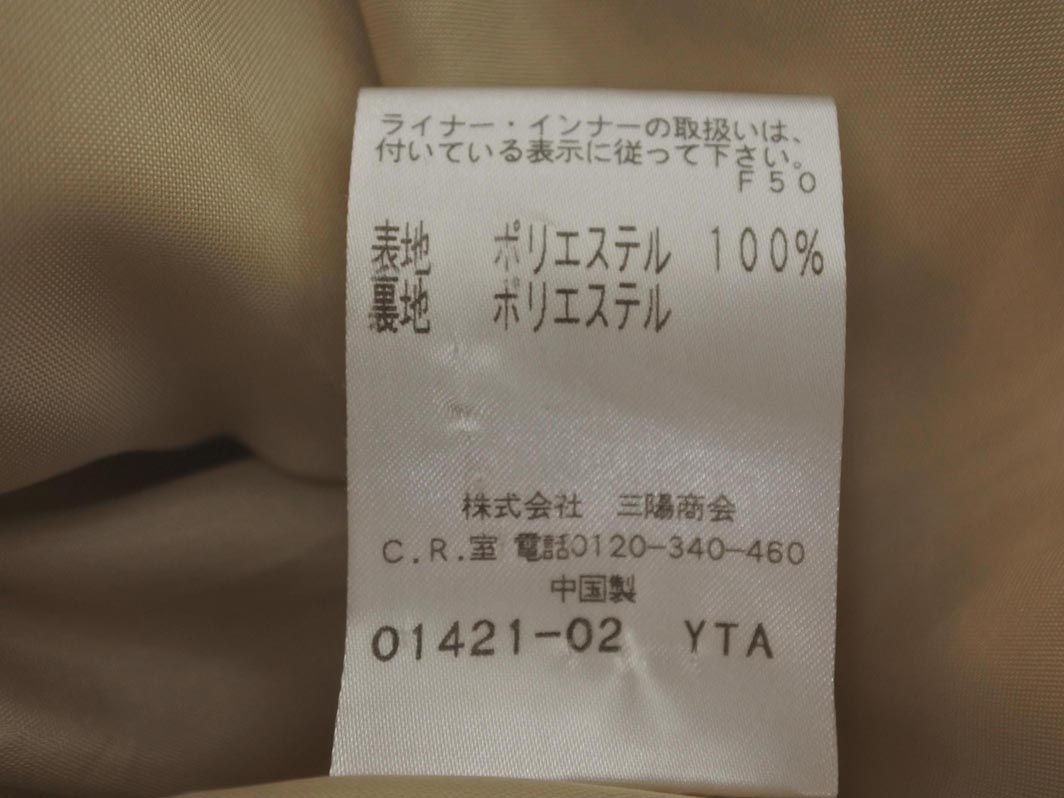 ライナー・インナーの取扱いは、
付いている表示に従って下さい。
F50
表地 ポリエステル 100%
裏地 ポリエステル
株式会社 三陽商会
C.R.室 電話0120-340-460
中国製
01421-02 YTA